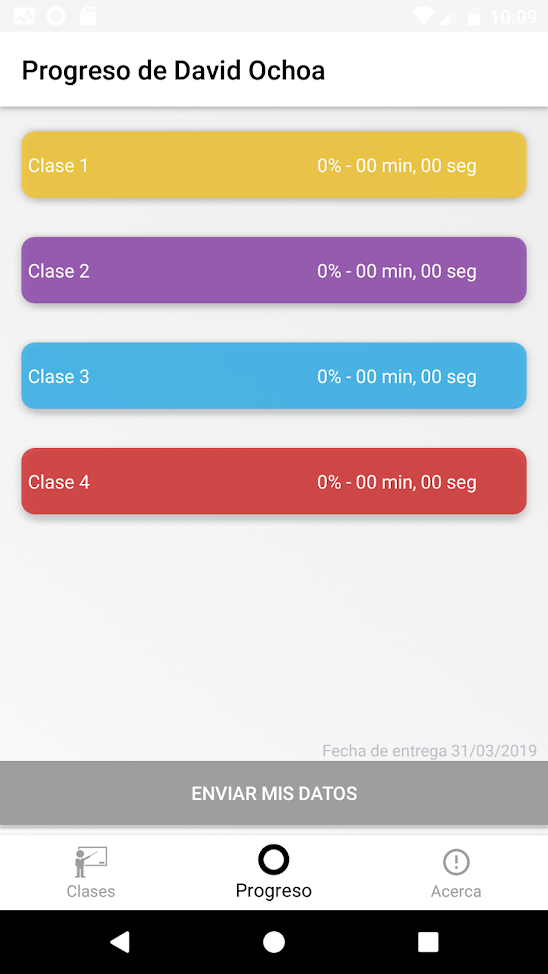 10:09
Progreso de David Ochoa
Clase 1 0% - 00 min, 00 seg
Clase 2 0% - 00 min, 00 seg
Clase 3 0% - 00 min, 00 seg
Clase 4 0% - 00 min, 00 seg
Fecha de entrega 31/03/2019
ENVIAR MIS DATOS
Clases Progreso Acerca